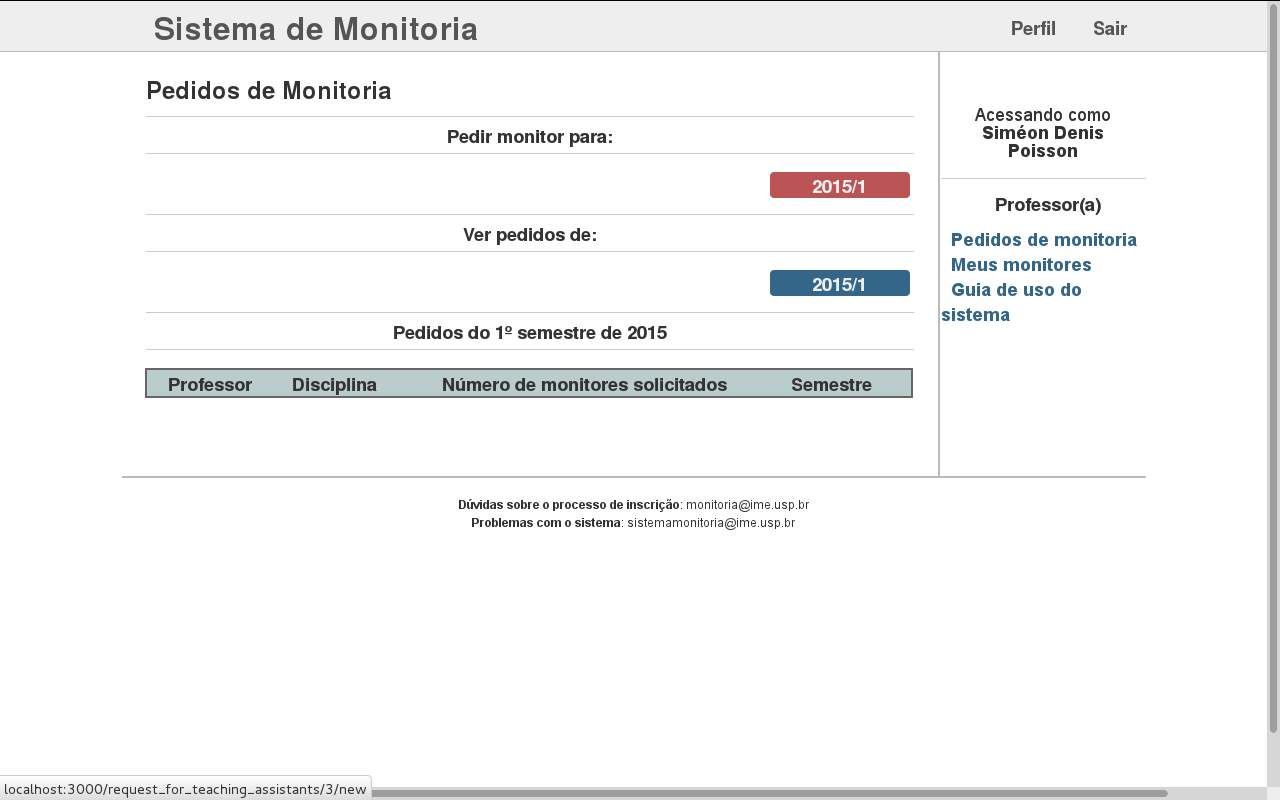 Sistema de Monitoria
Perfil
Sair
Pedidos de Monitoria
Pedir monitor para:
2015/1
Ver pedidos de:
2015/1
Pedidos do 1º semestre de 2015
Professor Disciplina Número de monitores solicitados Semestre
Acessando como
Siméon Denis
Poisson
Professor(a)
Pedidos de monitoria
Meus monitores
Guia de uso do
sistema
Dúvidas sobre o processo de inscrição: monitoria@ime.usp.br
Problemas com o sistema: sistemamonitoria@ime.usp.br
localhost:3000/request_for_teaching_assistants/3/new